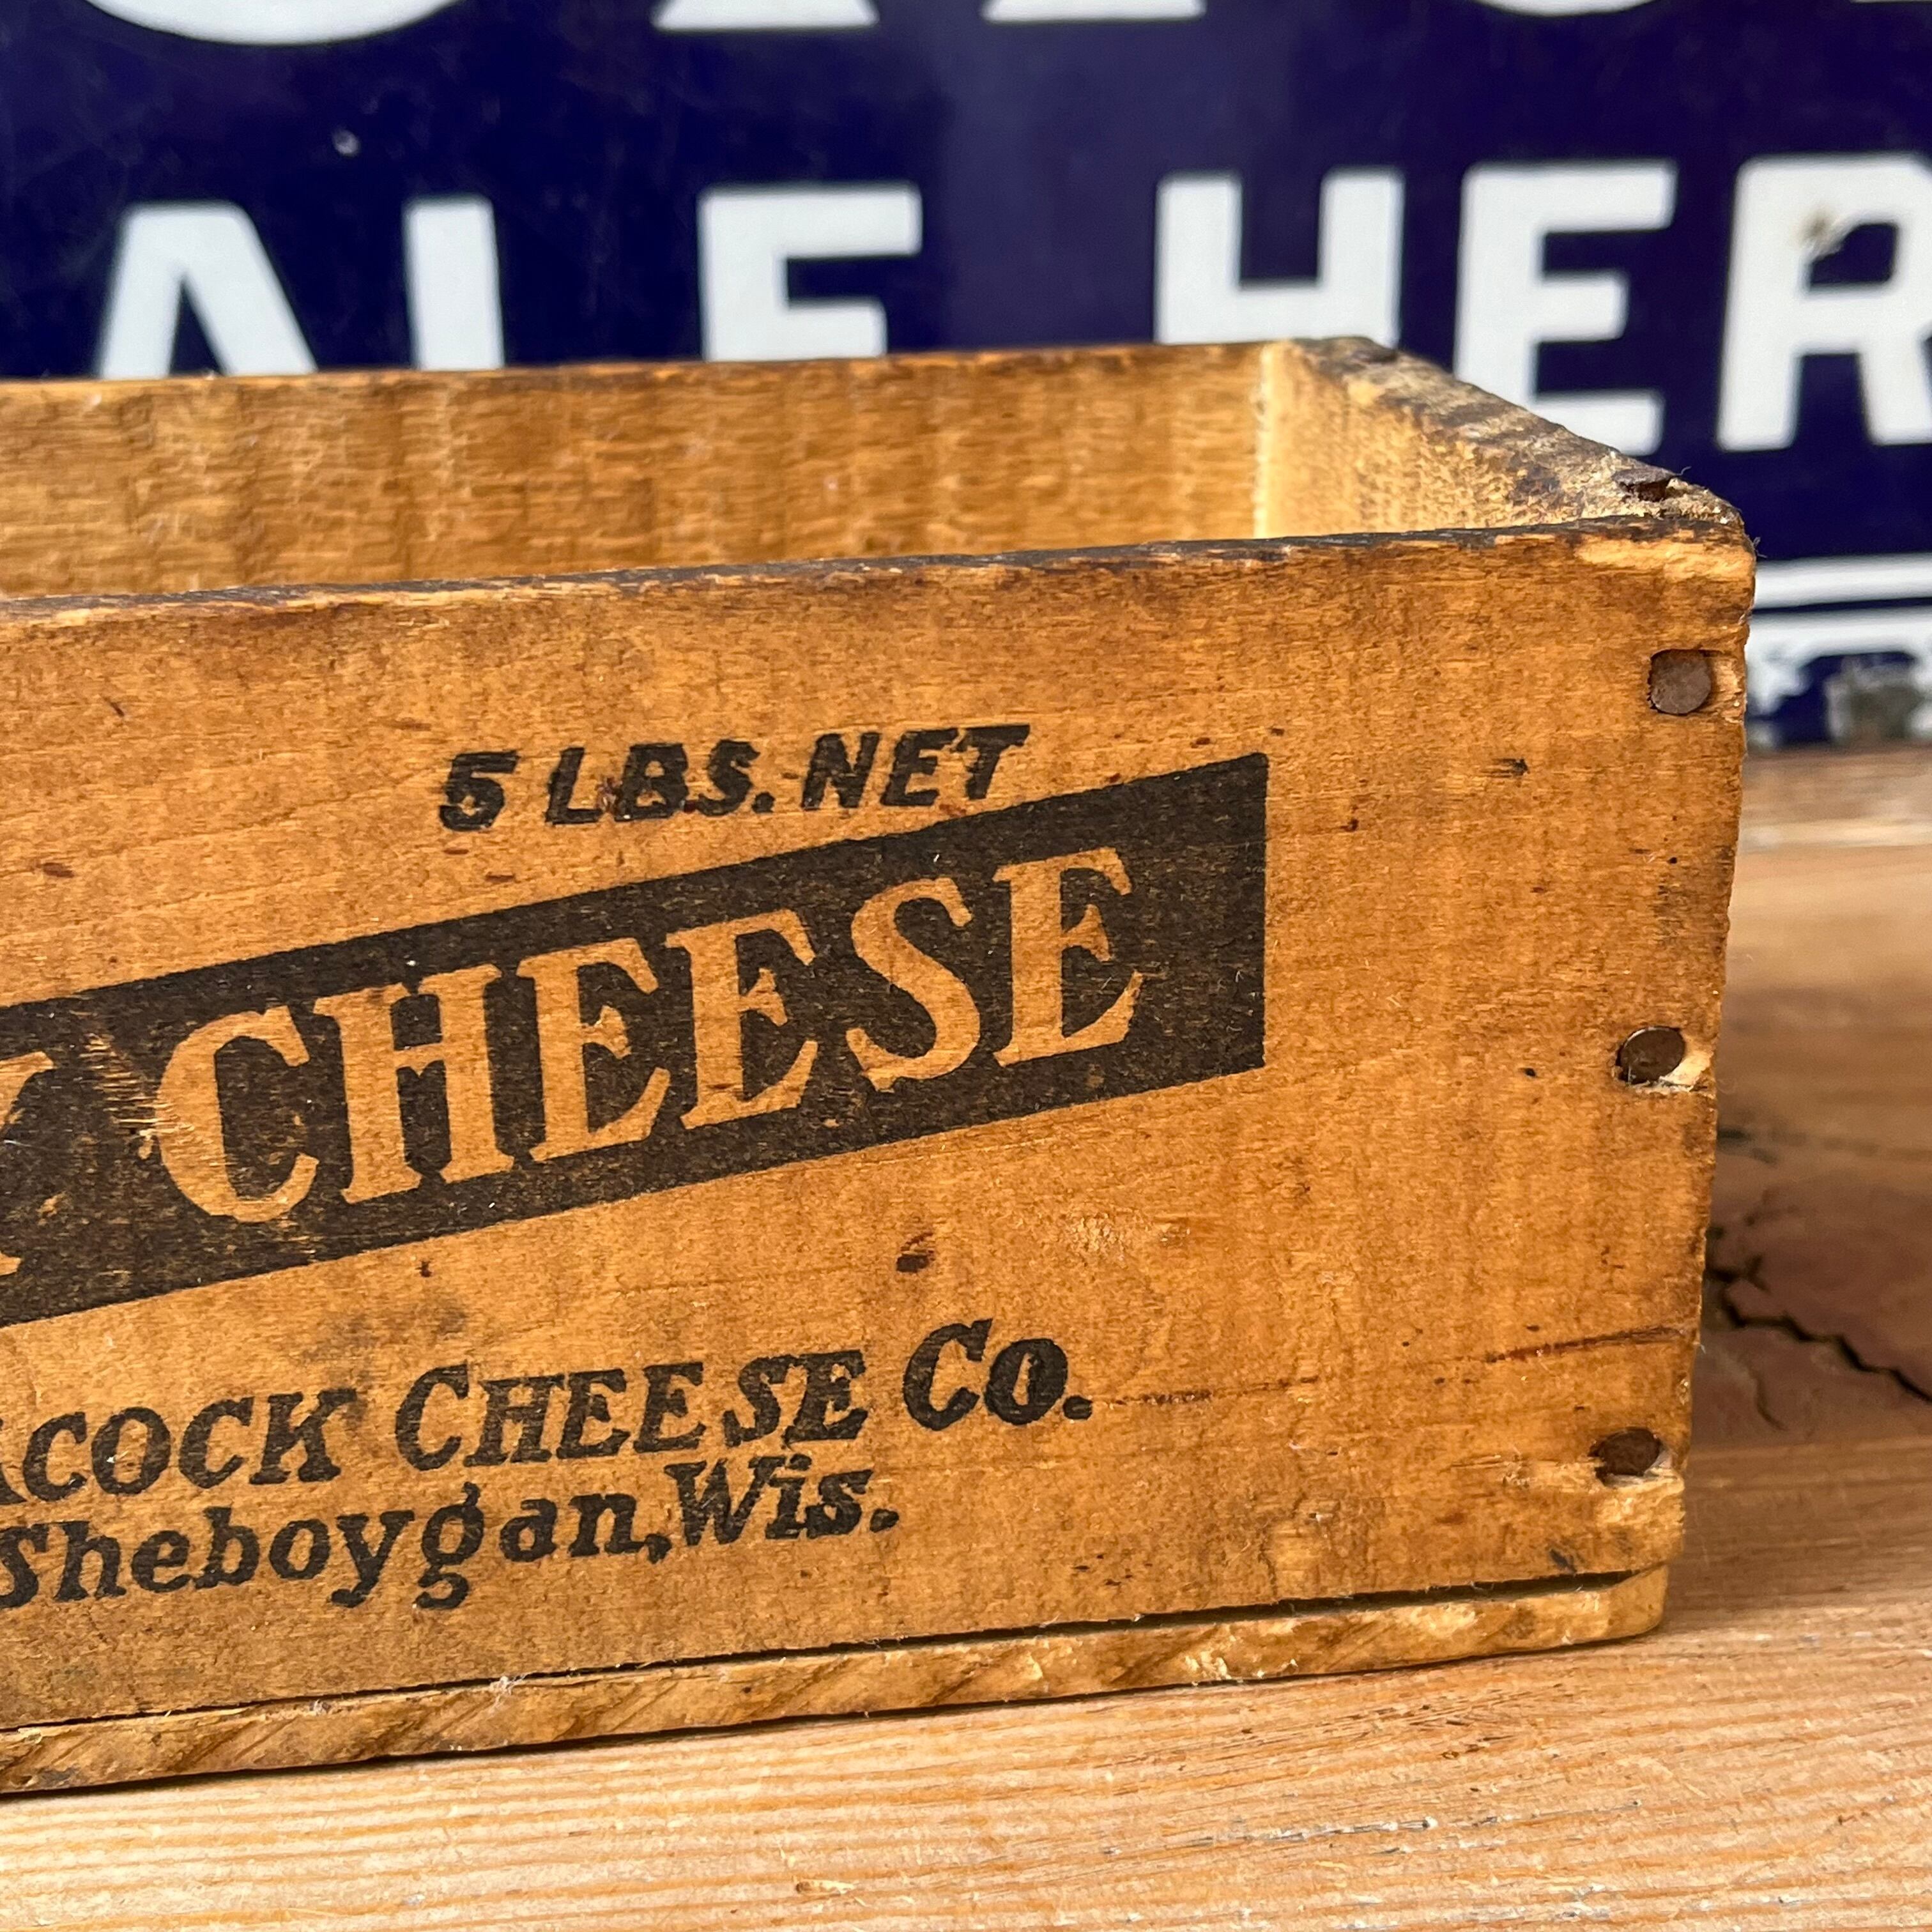 ALE HER
5 LBS. NET
CHEESE
ACOCK CHEESE CO.
Sheboygan, Wis.